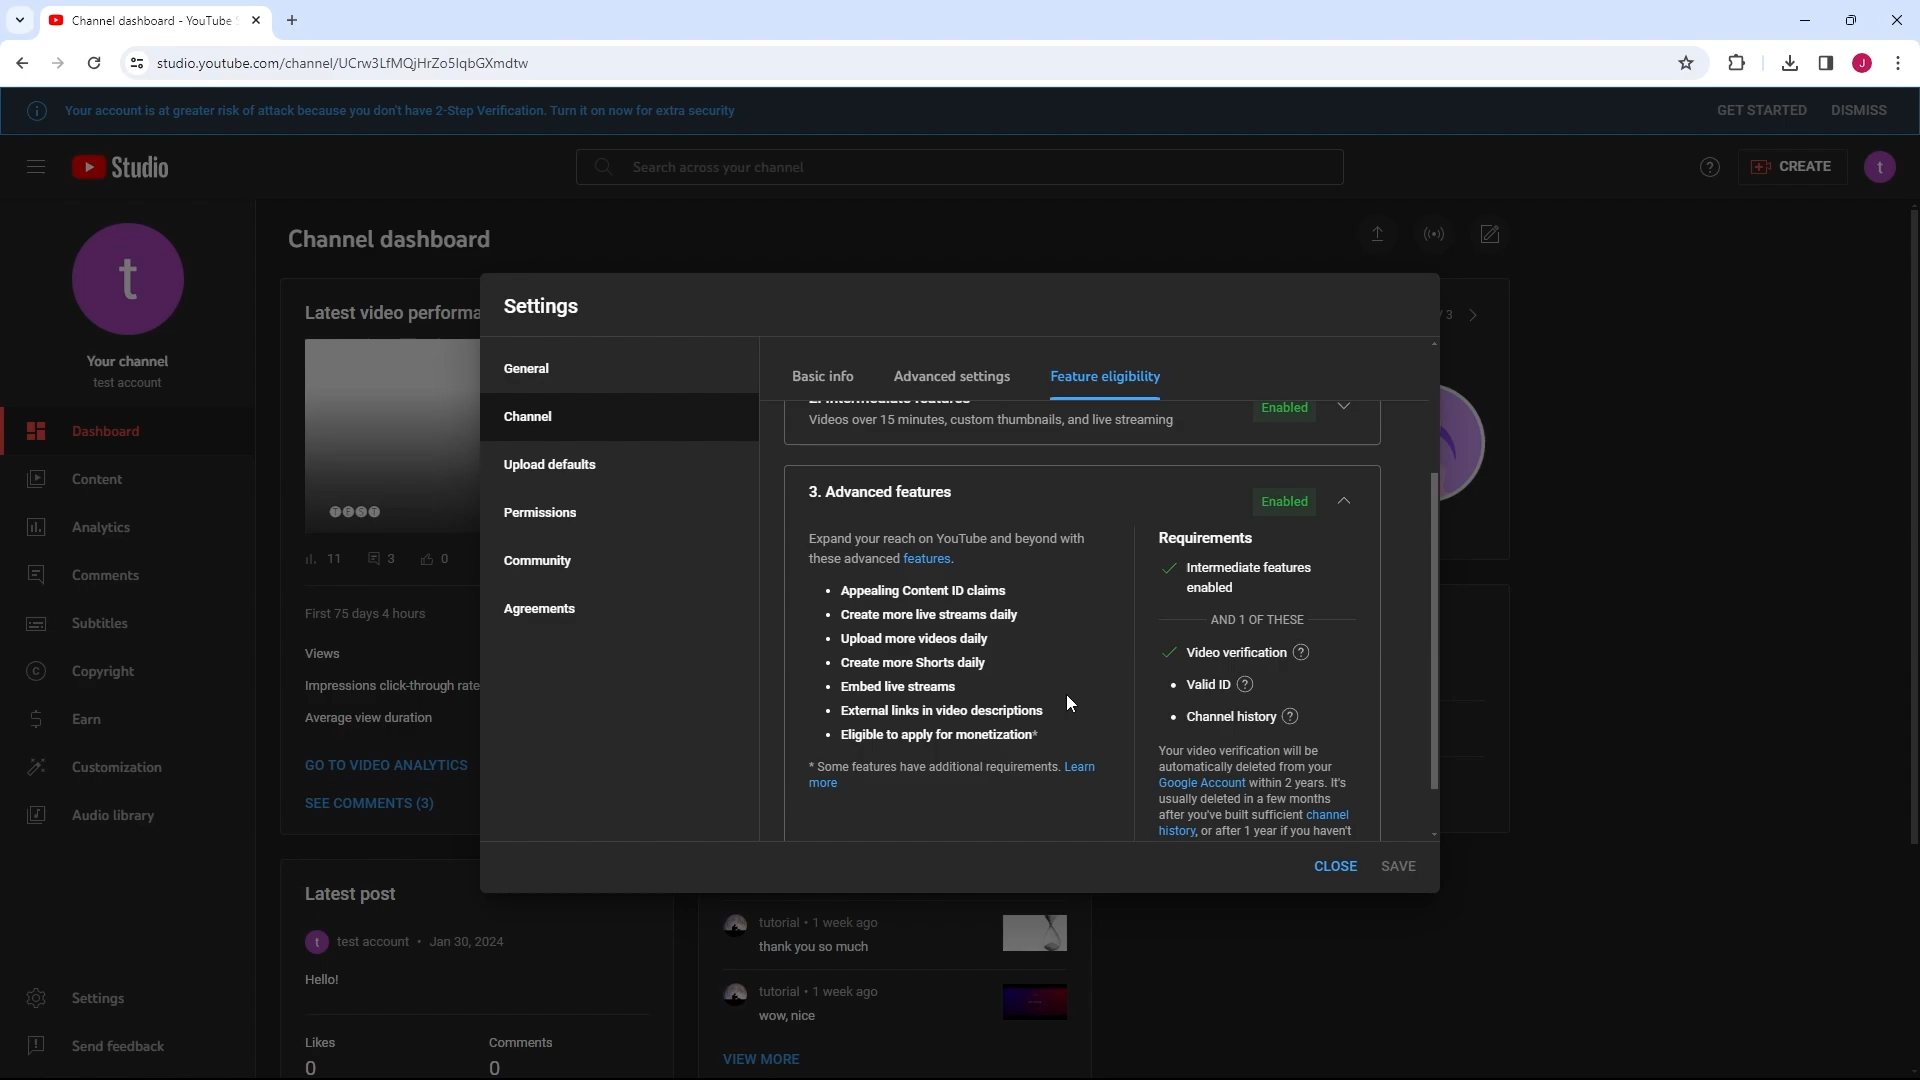 Channel dashboard - YouTube S
studio.youtube.com/channel/UCrw3LfMQjHrZo5lqbGXmdtw
J
Your account is at greater risk of attack because you don't have 2-Step Verification. Turn it on now for extra security
GET STARTED
DISMISS
Studio
Search across your channel
CREATE
t
t
Your channel
test account
Dashboard
Content
Analytics
Comments
Subtitles
Copyright
Earn
Customization
Audio library
Settings
Send feedback
Channel dashboard
Latest video performa
TEST
11
3
0
First 75 days 4 hours
Views
Impressions click-through rate
Average view duration
GO TO VIDEO ANALYTICS
SEE COMMENTS (3)
Latest post
t
test account • Jan 30, 2024
Hello!
Likes
Comments
0
0
tutorial • 1 week ago
thank you so much
tutorial • 1 week ago
wow, nice
VIEW MORE
/ 3
Settings
General
Channel
Upload defaults
Permissions
Community
Agreements
Basic info
Advanced settings
Feature eligibility
2. Intermediate features
Videos over 15 minutes, custom thumbnails, and live streaming
Enabled
3. Advanced features
Enabled
Expand your reach on YouTube and beyond with
these advanced features.
• Appealing Content ID claims
• Create more live streams daily
• Upload more videos daily
• Create more Shorts daily
• Embed live streams
• External links in video descriptions
• Eligible to apply for monetization*
* Some features have additional requirements. Learn
more
Requirements
Intermediate features
enabled
AND 1 OF THESE
Video verification
• Valid ID
• Channel history
Your video verification will be
automatically deleted from your
Google Account within 2 years. It's
usually deleted in a few months
after you've built sufficient channel
history, or after 1 year if you haven't
CLOSE
SAVE